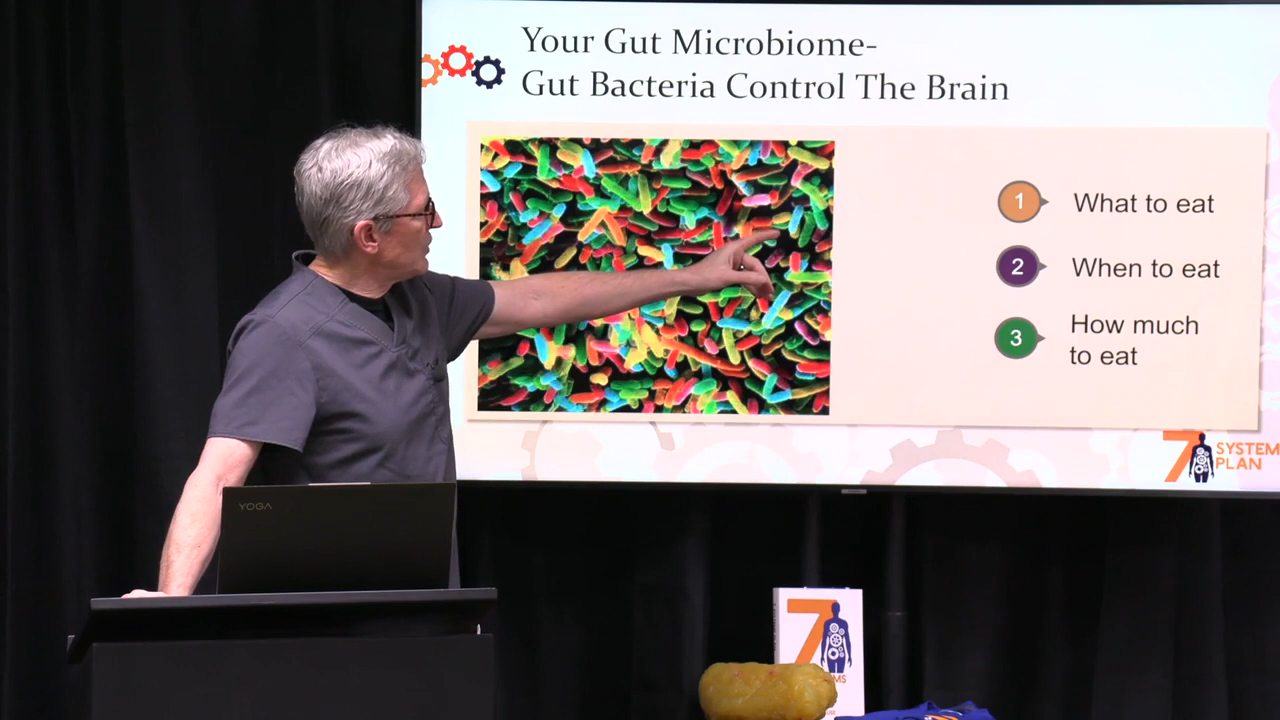 Your Gut Microbiome-
Gut Bacteria Control The Brain
1 What to eat
2 When to eat
3 How much
to eat
7 SYSTEM
PLAN
YOGA
7